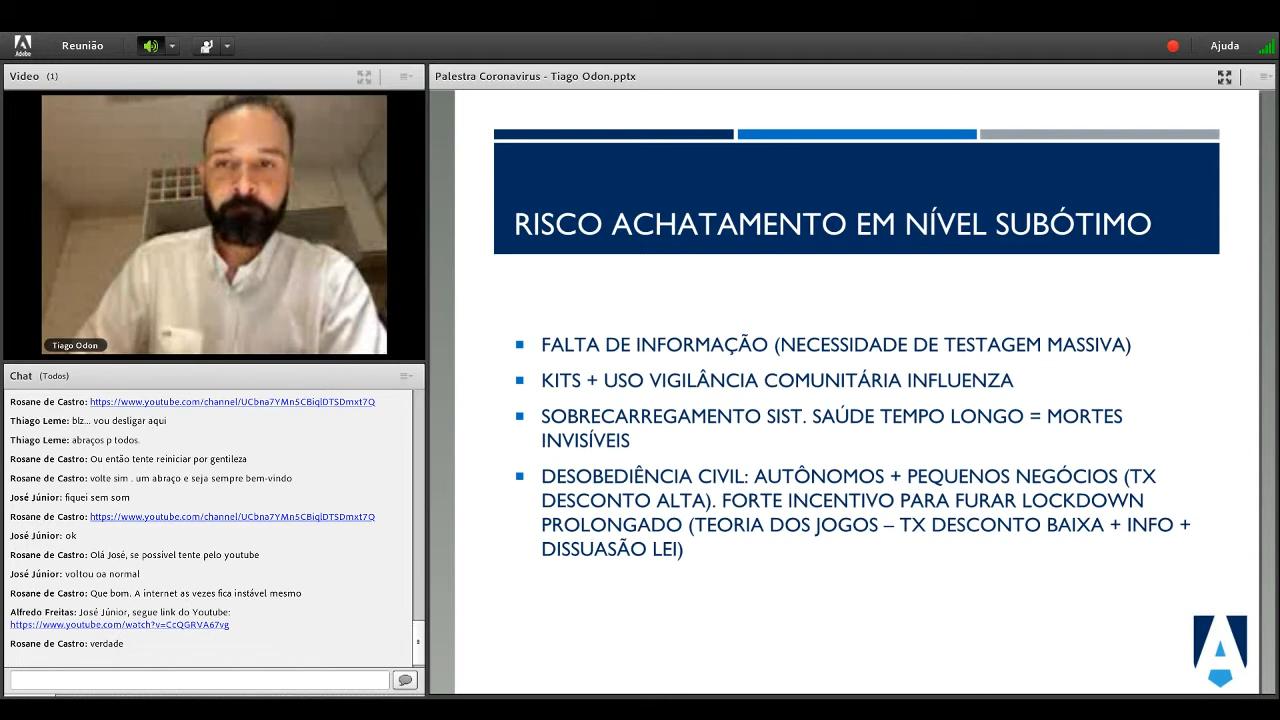 Adobe
Reunião
Ajuda
Video (1)
Tiago Odon
Chat (Todos)
Rosane de Castro: https://www.youtube.com/channel/UCbna7YMn5CBiqlDTSDmxt7Q
Thiago Leme: blz... vou desligar aqui
Thiago Leme: abraços p todos.
Rosane de Castro: Ou então tente reiniciar por gentileza
Rosane de Castro: volte sim . um abraço e seja sempre bem-vindo
José Júnior: fiquei sem som
Rosane de Castro: https://www.youtube.com/channel/UCbna7YMn5CBiqlDTSDmxt7Q
José Júnior: ok
Rosane de Castro: Olá José, se possível tente pelo youtube
José Júnior: voltou oa normal
Rosane de Castro: Que bom. A internet as vezes fica instável mesmo
Alfredo Freitas: José Júnior, segue link do Youtube:
https://www.youtube.com/watch?v=CcQGRVA67vg
Rosane de Castro: verdade
Palestra Coronavirus - Tiago Odon.pptx
RISCO ACHATAMENTO EM NÍVEL SUBÓTIMO
FALTA DE INFORMAÇÃO (NECESSIDADE DE TESTAGEM MASSIVA)
KITS + USO VIGILÂNCIA COMUNITÁRIA INFLUENZA
SOBRECARREGAMENTO SIST. SAÚDE TEMPO LONGO = MORTES
INVISÍVEIS
DESOBEDIÊNCIA CIVIL: AUTÔNOMOS + PEQUENOS NEGÓCIOS (TX
DESCONTO ALTA). FORTE INCENTIVO PARA FURAR LOCKDOWN
PROLONGADO (TEORIA DOS JOGOS – TX DESCONTO BAIXA + INFO +
DISSUASÃO LEI)